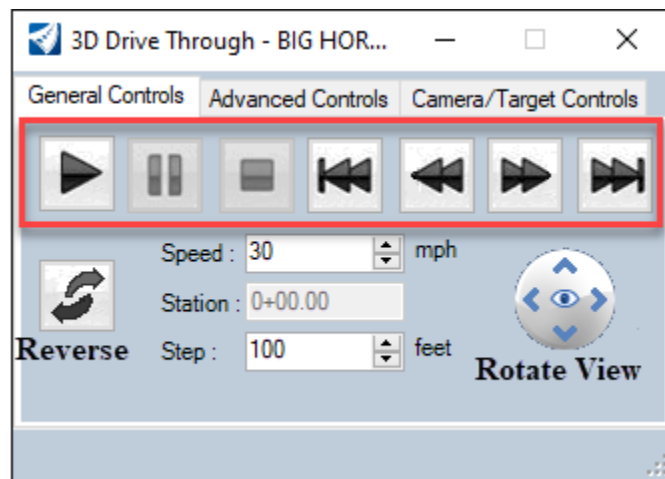 3D Drive Through - BIG HOR...
General Controls Advanced Controls Camera/Target Controls
Speed : 30 mph
Station : 0+00.00
Reverse Step : 100 feet
Rotate View